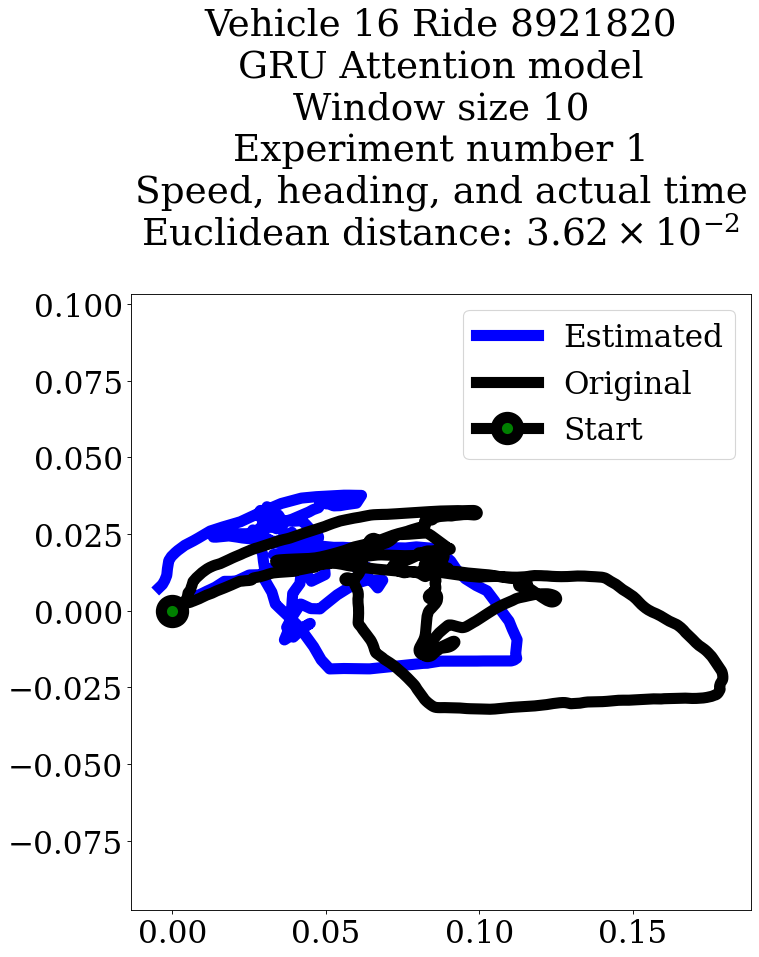 Vehicle 16 Ride 8921820
GRU Attention model
Window size 10
Experiment number 1
Speed, heading, and actual time
Euclidean distance: 3.62 × 10⁻²
Estimated
Original
Start
0.100
0.075
0.050
0.025
0.000
−0.025
−0.050
−0.075
0.00 0.05 0.10 0.15